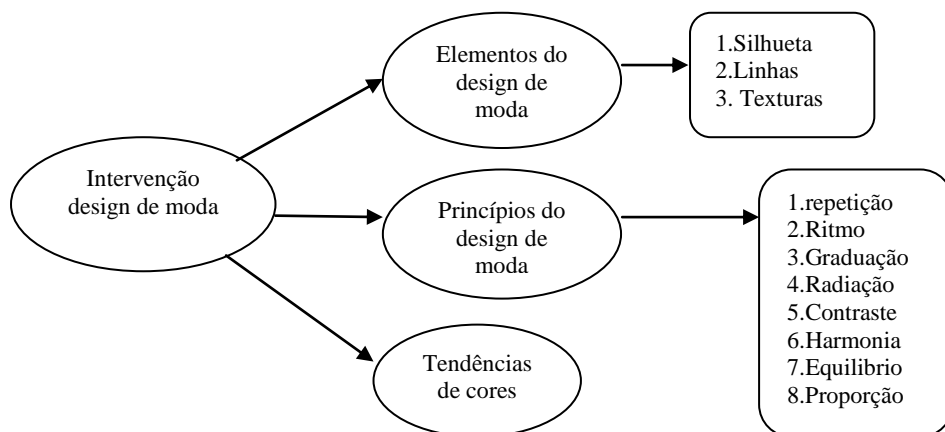 Intervenção
design de moda
Elementos do
design de
moda
1.Silhueta
2.Linhas
3. Texturas
Princípios do
design de
moda
1.repetição
2.Ritmo
3.Graduação
4.Radiação
5.Contraste
6.Harmonia
7.Equilibrio
8.Proporção
Tendências
de cores